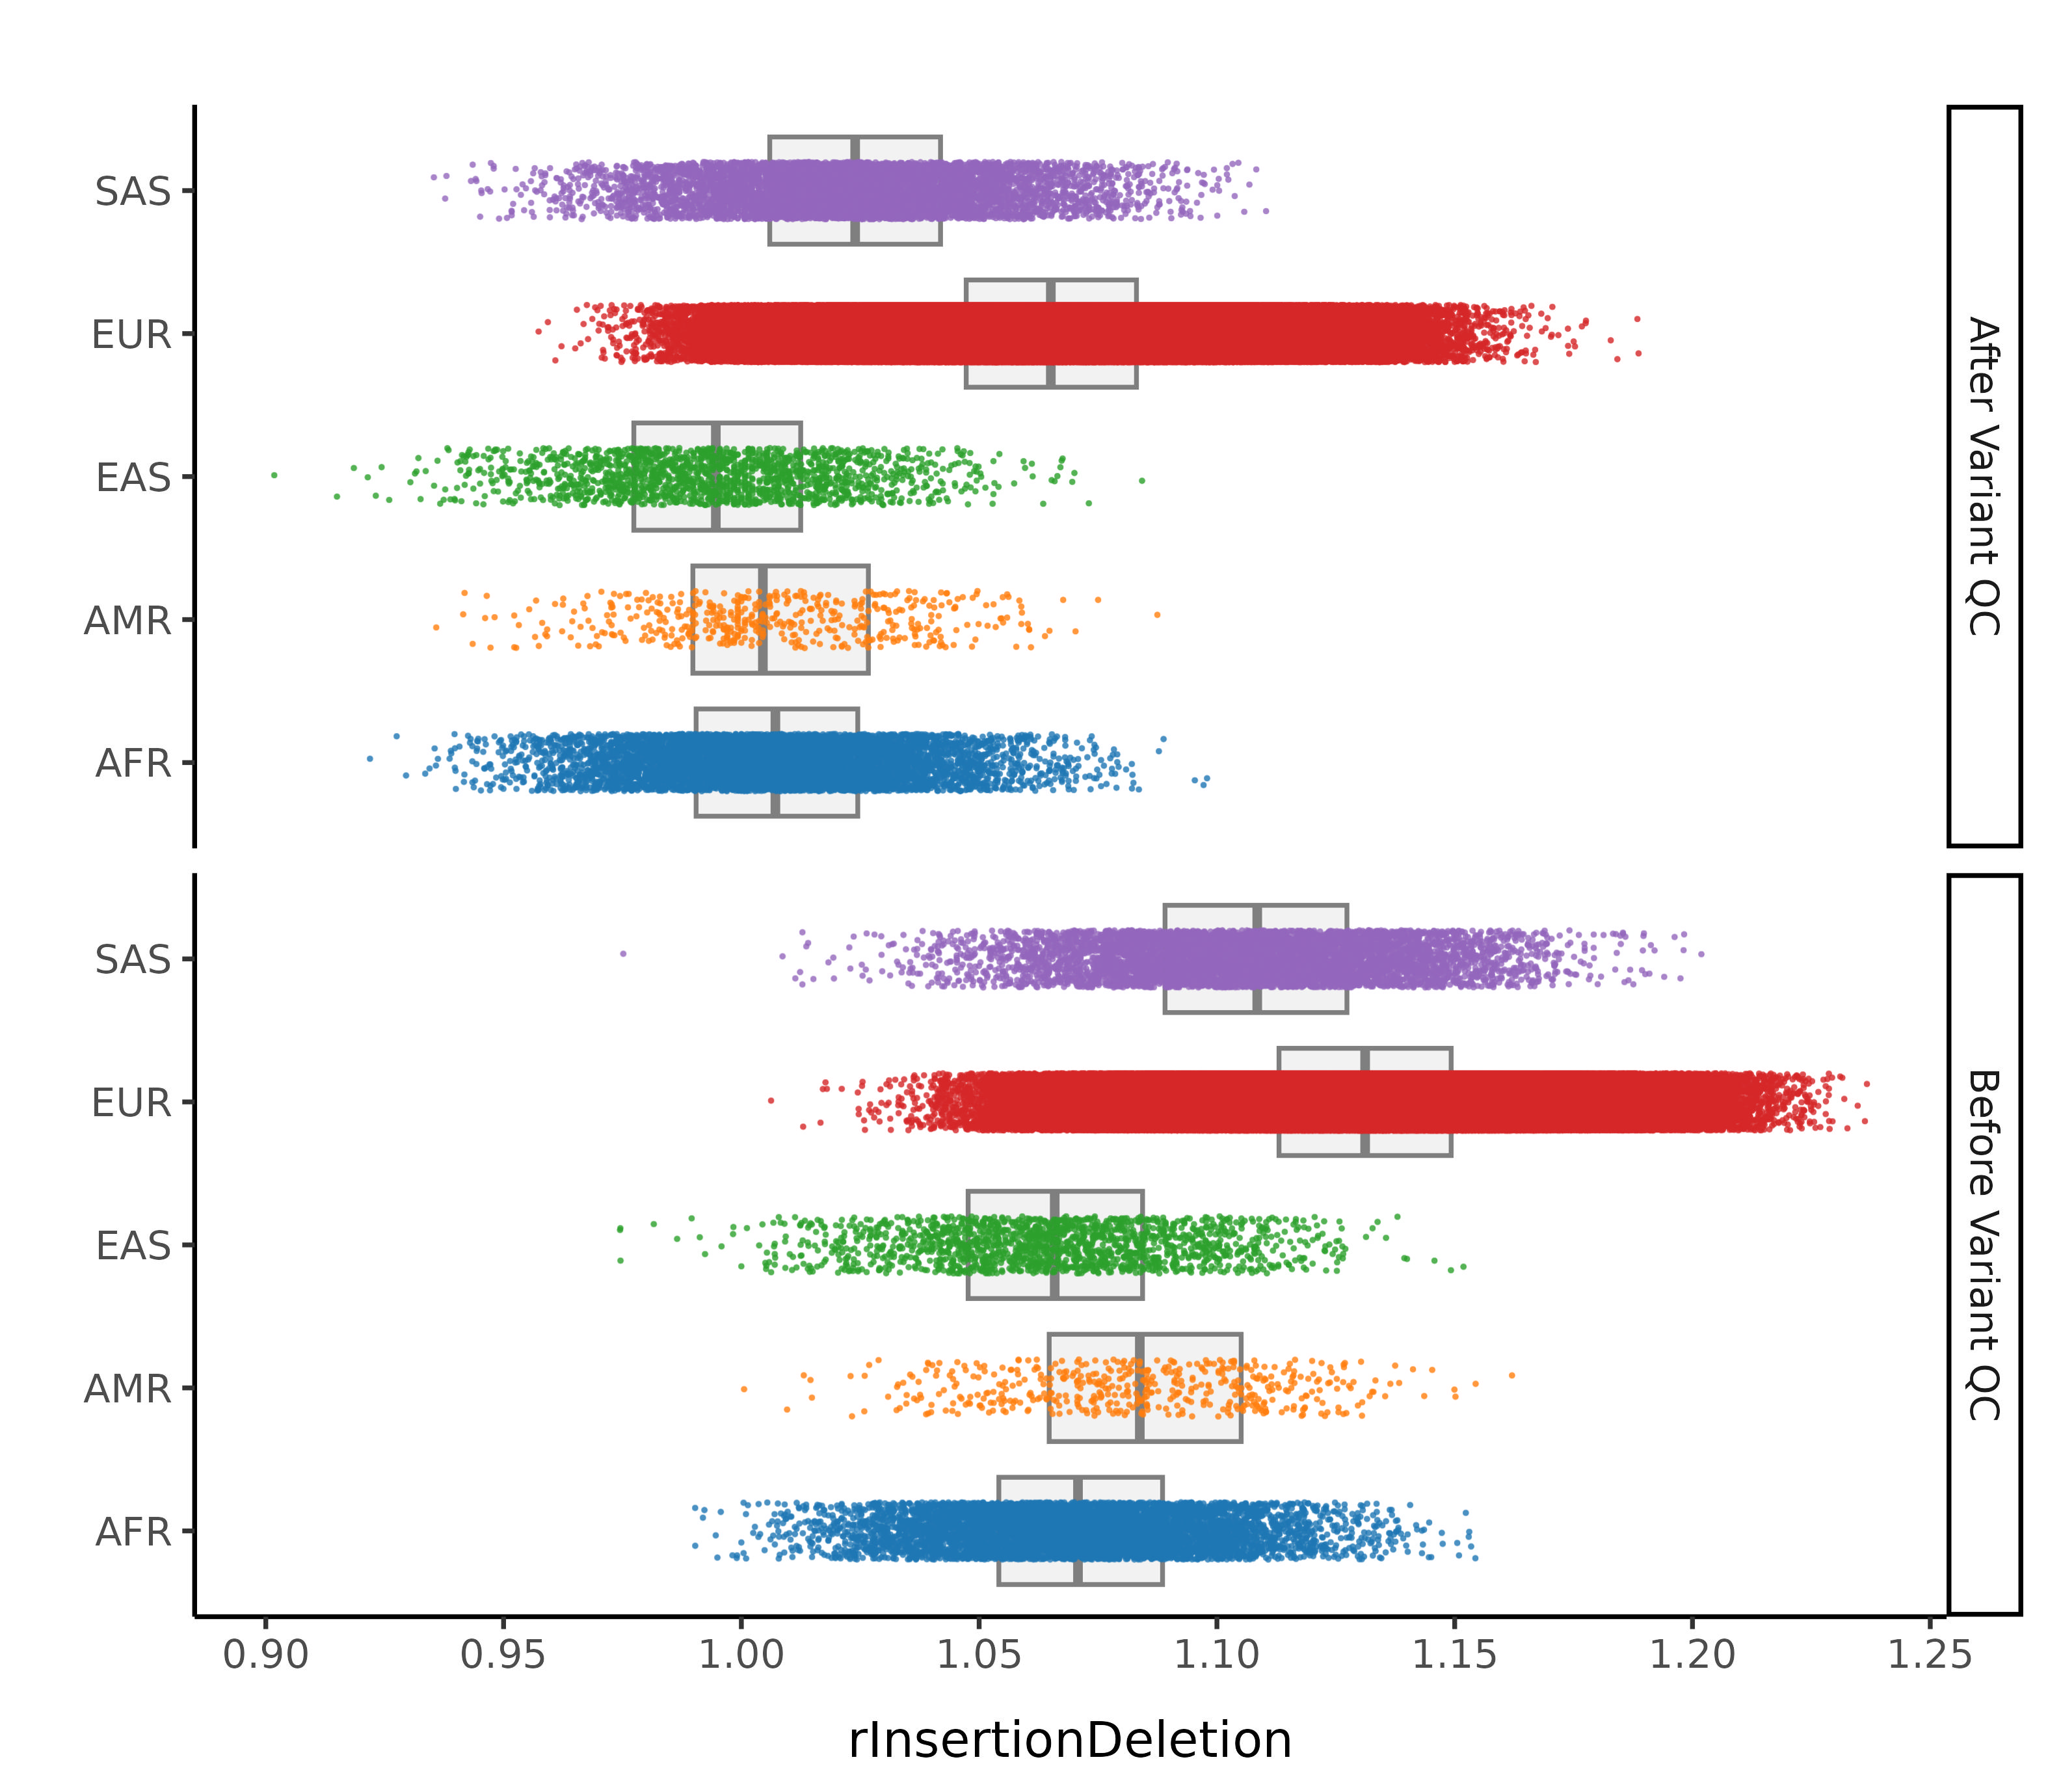 SAS
EUR
EAS
AMR
AFR
After Variant QC
SAS
EUR
EAS
AMR
AFR
Before Variant QC
0.90 0.95 1.00 1.05 1.10 1.15 1.20 1.25
rInsertionDeletion